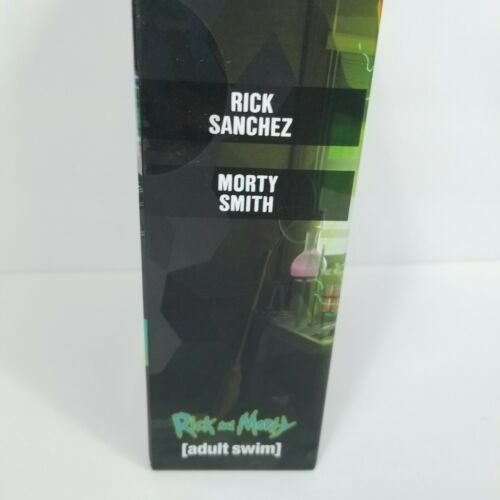 RICK
SANCHEZ
MORTY
SMITH
Rick and Morty
[adult swim]